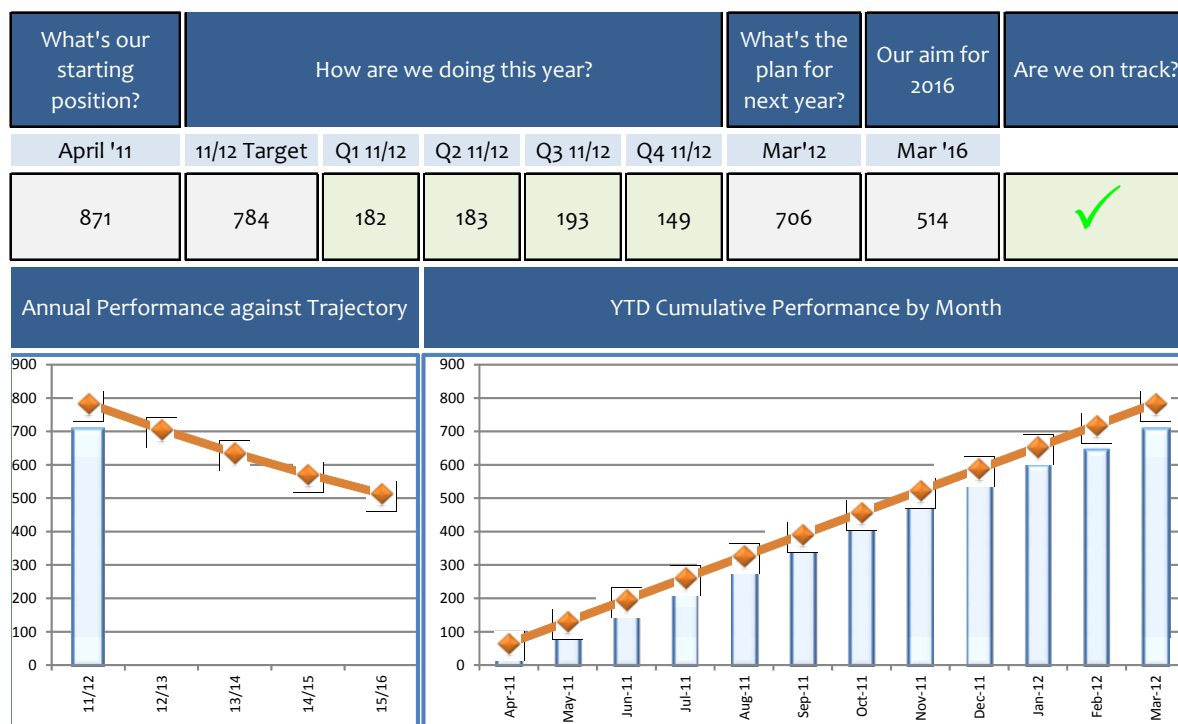 What's our
starting
position?
How are we doing this year?
What's the
plan for
next year?
Our aim for
2016
Are we on track?
April '11
11/12 Target
Q1 11/12
Q2 11/12
Q3 11/12
Q4 11/12
Mar'12
Mar '16
871
784
182
183
193
149
706
514
Annual Performance against Trajectory
YTD Cumulative Performance by Month
900
800
700
600
500
400
300
200
100
0
11/12
12/13
13/14
14/15
15/16
900
800
700
600
500
400
300
200
100
0
Apr-11
May-11
Jun-11
Jul-11
Aug-11
Sep-11
Oct-11
Nov-11
Dec-11
Jan-12
Feb-12
Mar-12